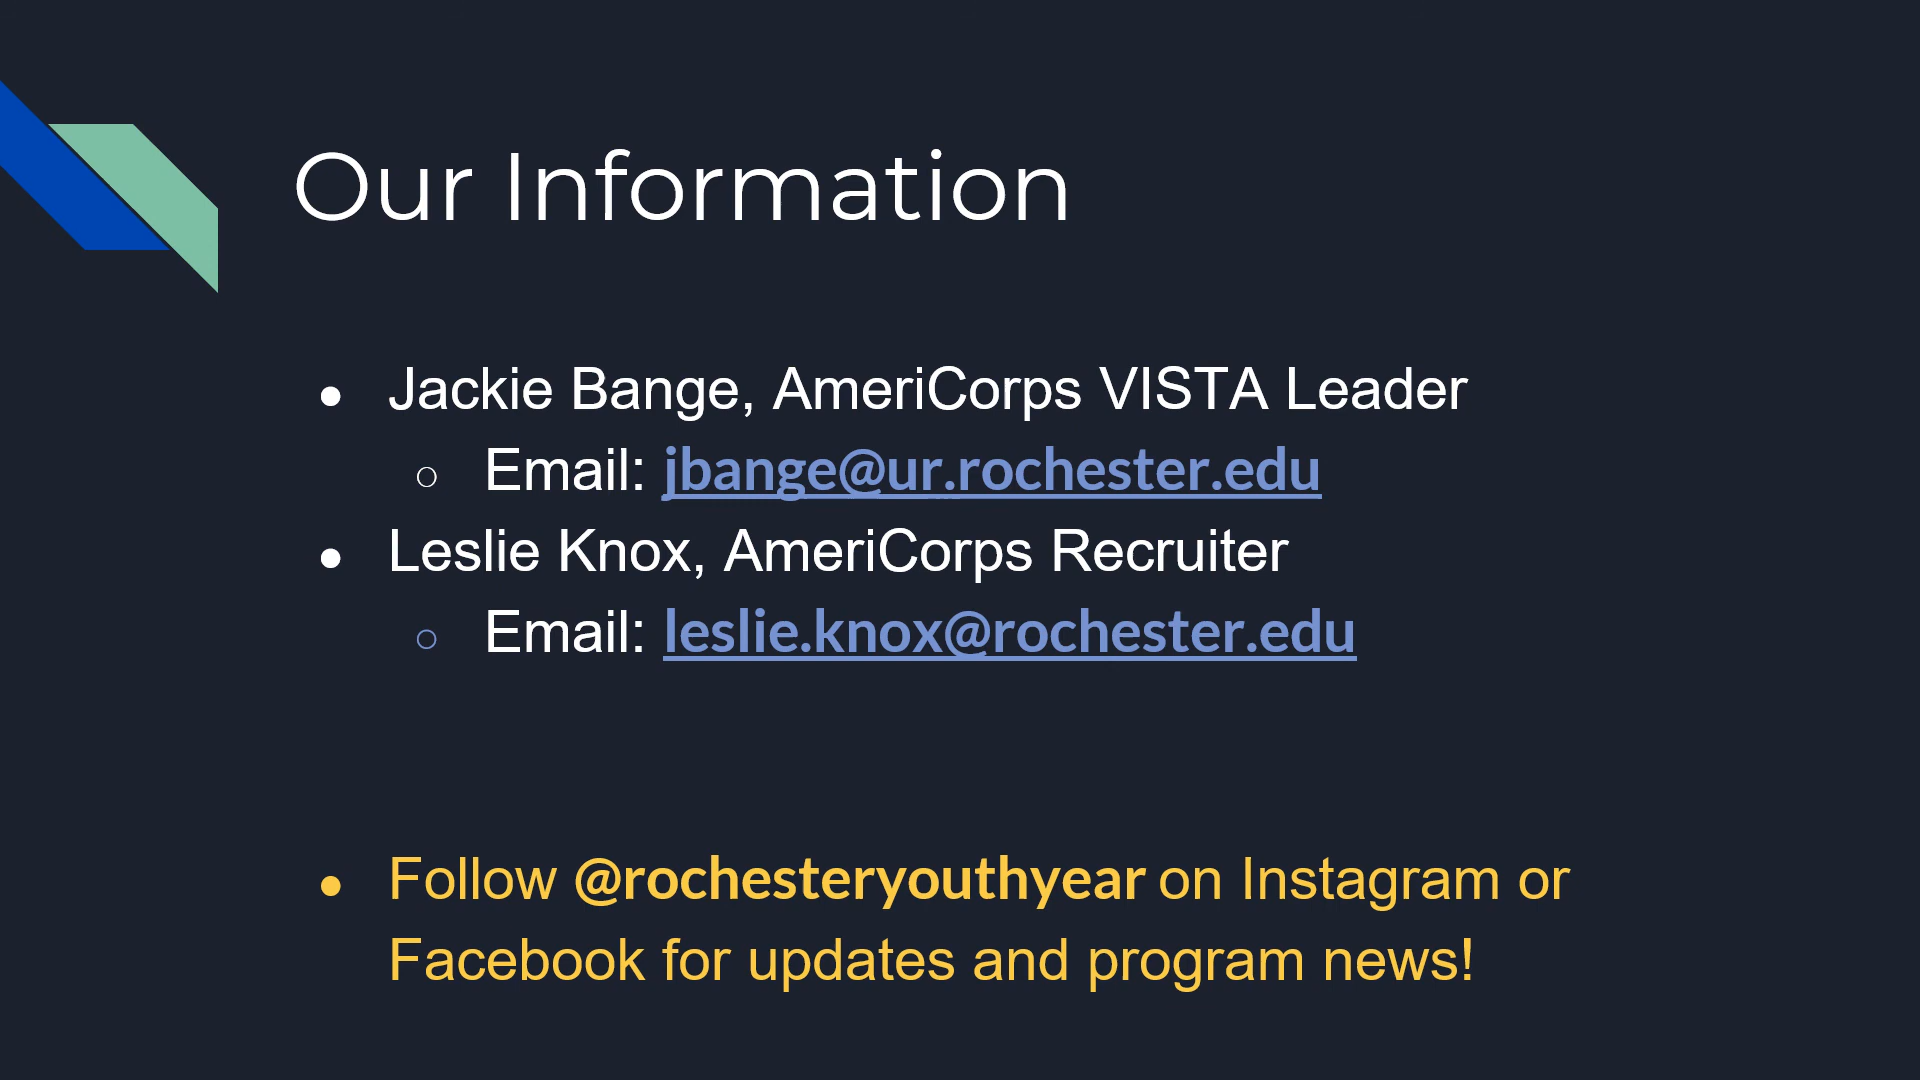 Our Information
● Jackie Bange, AmeriCorps VISTA Leader
○ Email: jbange@ur.rochester.edu
● Leslie Knox, AmeriCorps Recruiter
○ Email: leslie.knox@rochester.edu
● Follow @rochesteryouthyear on Instagram or
Facebook for updates and program news!